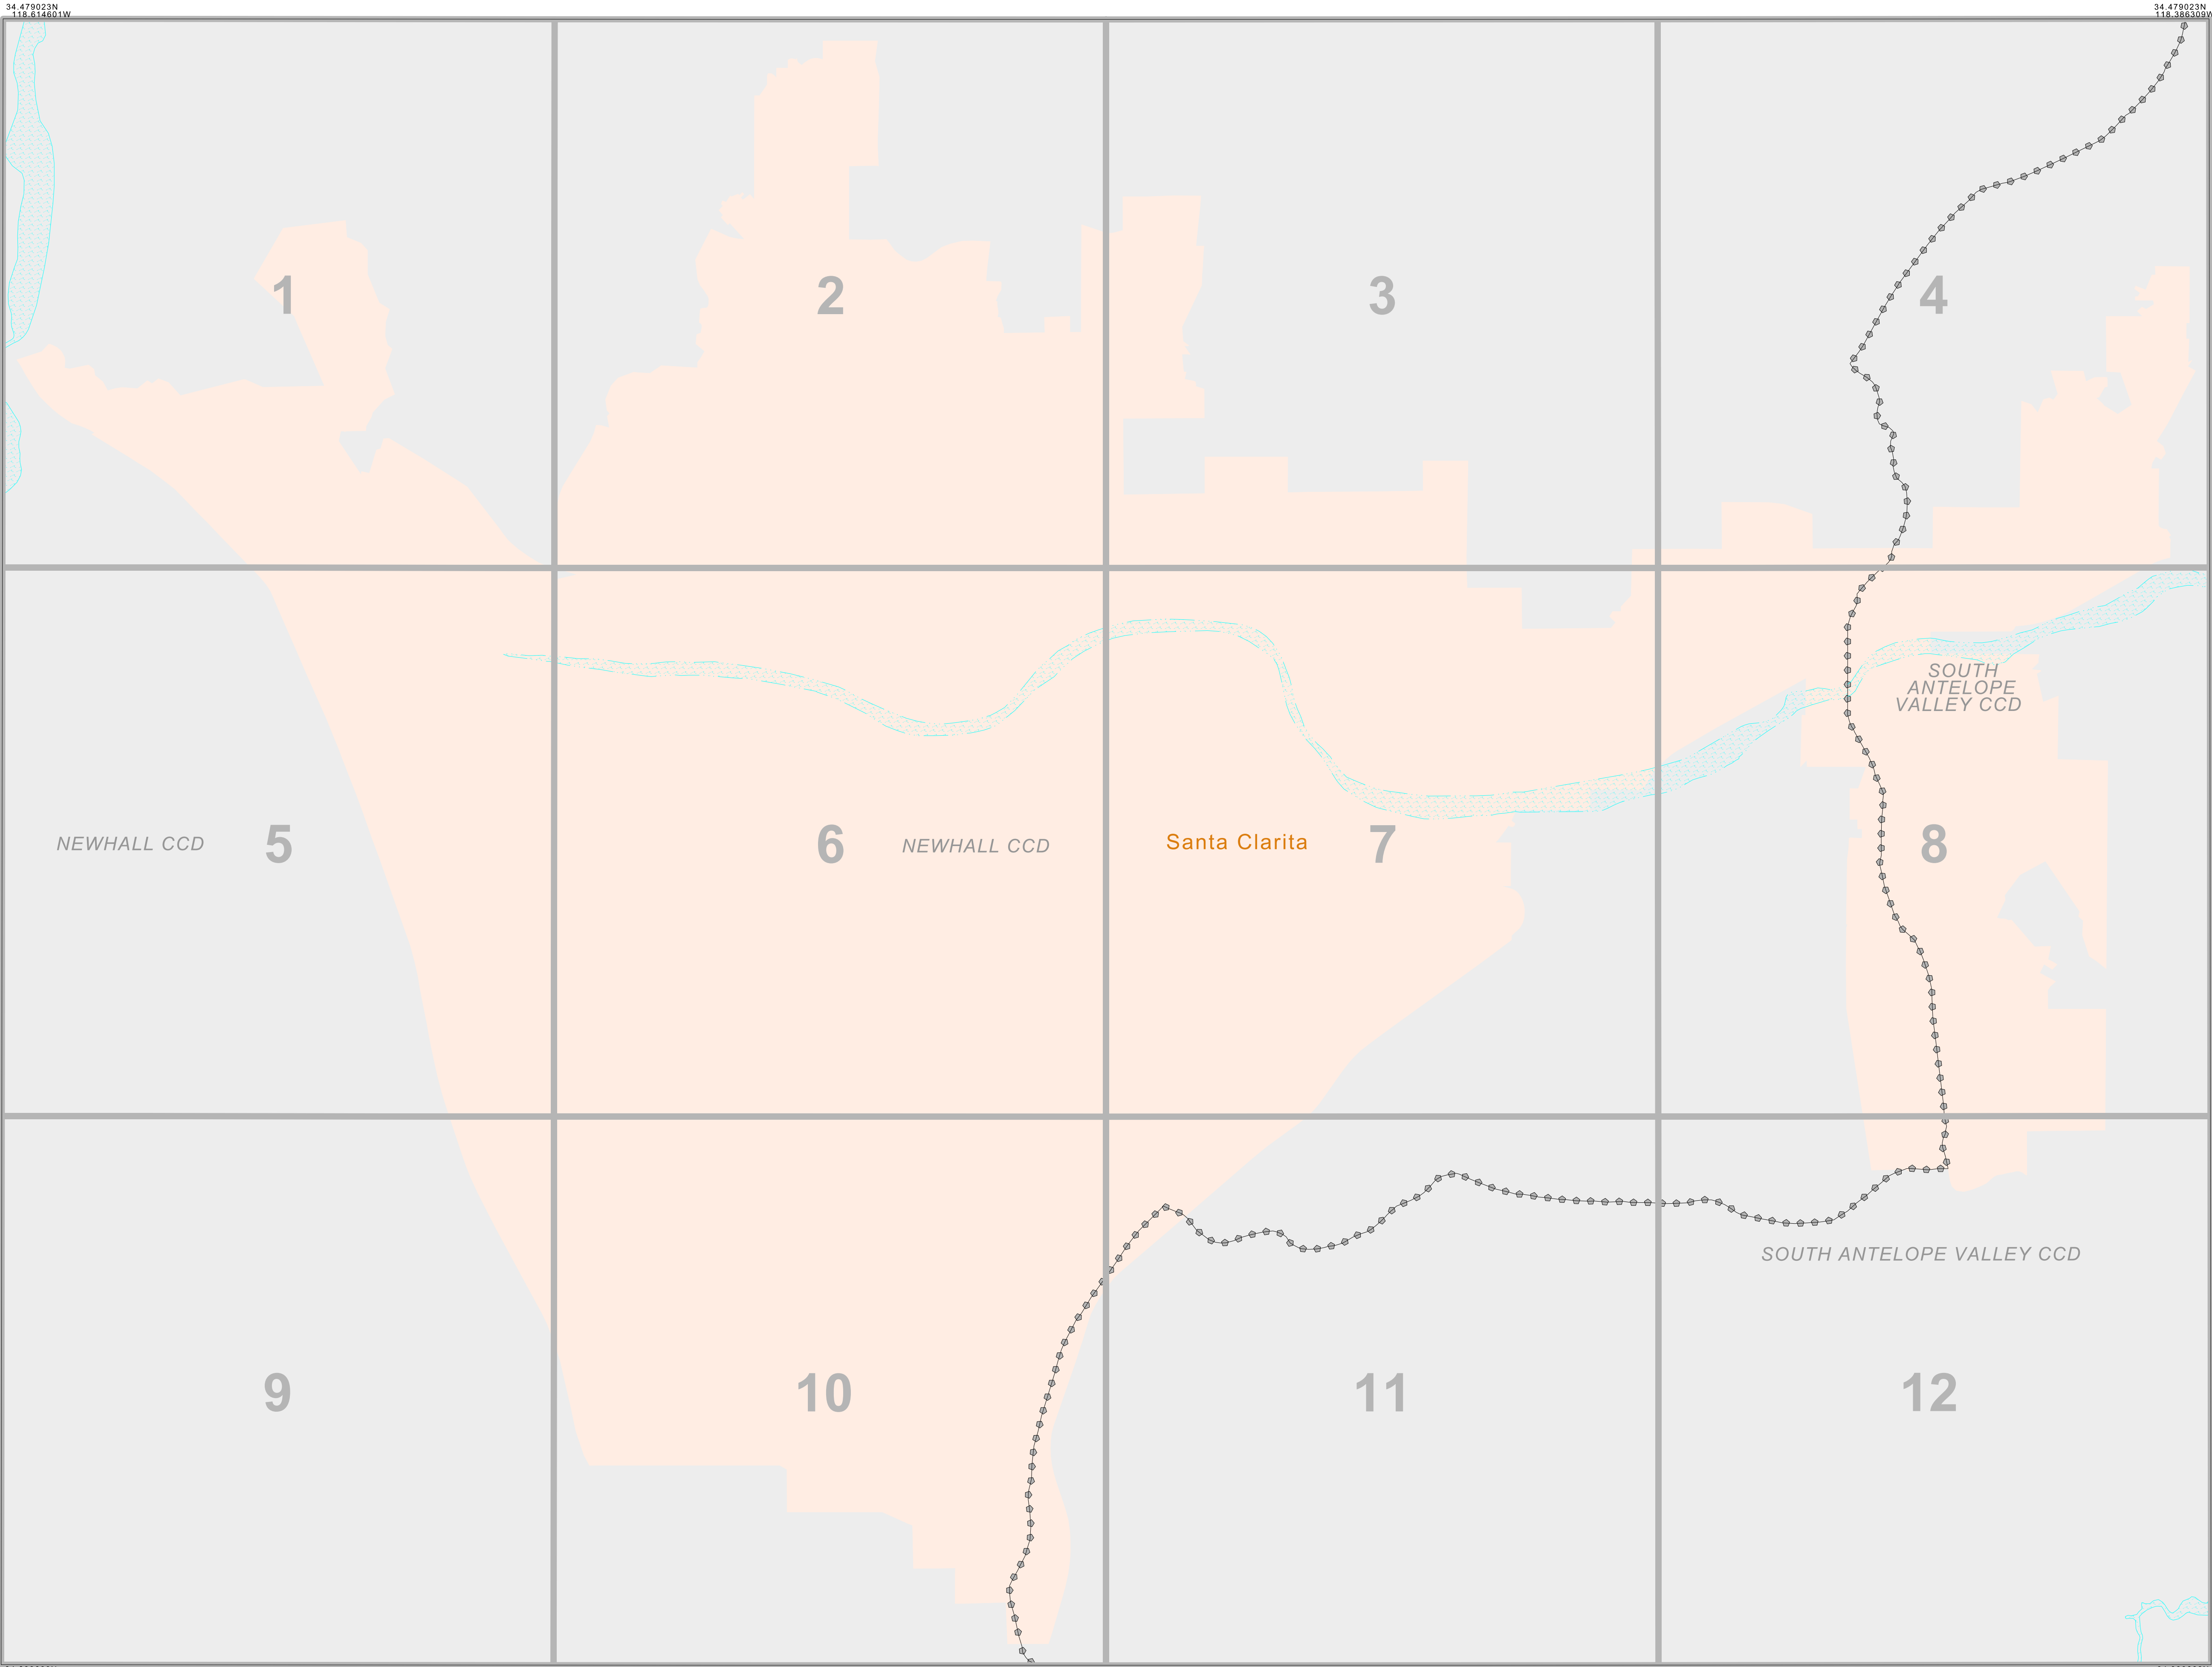 34.479023N
118.614601W
34.479023N
118.386309W
1
2
3
4
SOUTH
ANTELOPE
VALLEY CCD
NEWHALL CCD
5
6
NEWHALL CCD
Santa Clarita
7
8
SOUTH ANTELOPE VALLEY CCD
9
10
11
12